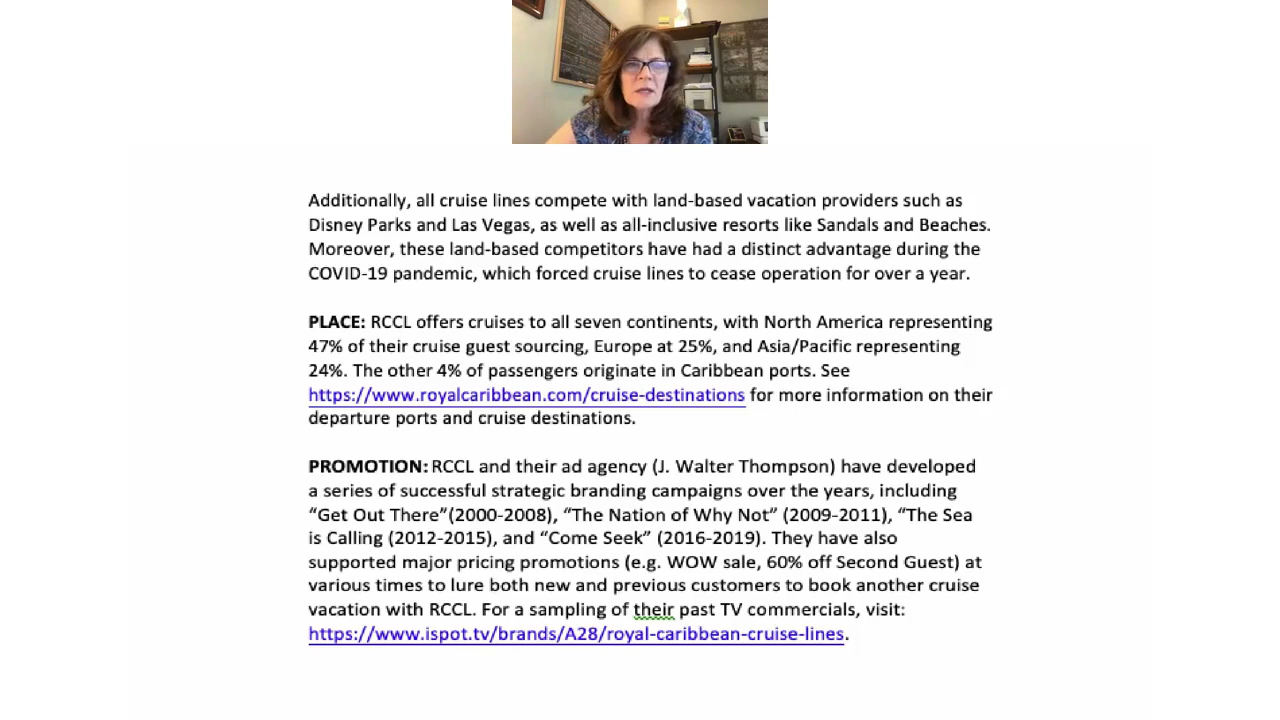 Additionally, all cruise lines compete with land-based vacation providers such as
Disney Parks and Las Vegas, as well as all-inclusive resorts like Sandals and Beaches.
Moreover, these land-based competitors have had a distinct advantage during the
COVID-19 pandemic, which forced cruise lines to cease operation for over a year.
PLACE: RCCL offers cruises to all seven continents, with North America representing
47% of their cruise guest sourcing, Europe at 25%, and Asia/Pacific representing
24%. The other 4% of passengers originate in Caribbean ports. See
https://www.royalcaribbean.com/cruise-destinations for more information on their
departure ports and cruise destinations.
PROMOTION: RCCL and their ad agency (J. Walter Thompson) have developed
a series of successful strategic branding campaigns over the years, including
“Get Out There”(2000-2008), “The Nation of Why Not” (2009-2011), “The Sea
is Calling (2012-2015), and “Come Seek” (2016-2019). They have also
supported major pricing promotions (e.g. WOW sale, 60% off Second Guest) at
various times to lure both new and previous customers to book another cruise
vacation with RCCL. For a sampling of their past TV commercials, visit:
https://www.ispot.tv/brands/A28/royal-caribbean-cruise-lines.